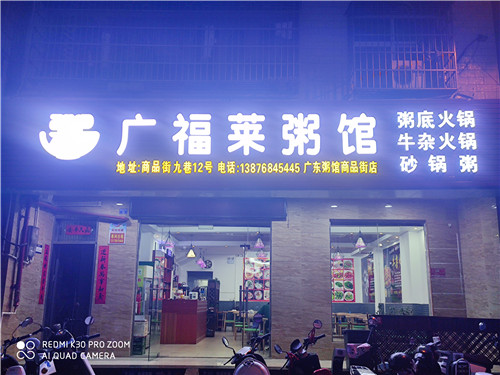 粥
广福莱粥馆
粥底火锅
牛杂火锅
砂锅粥
地址:商品街九巷12号 电话:13876845445 广东粥馆商品街店
REDMI K30 PRO ZOOM
AI QUAD CAMERA